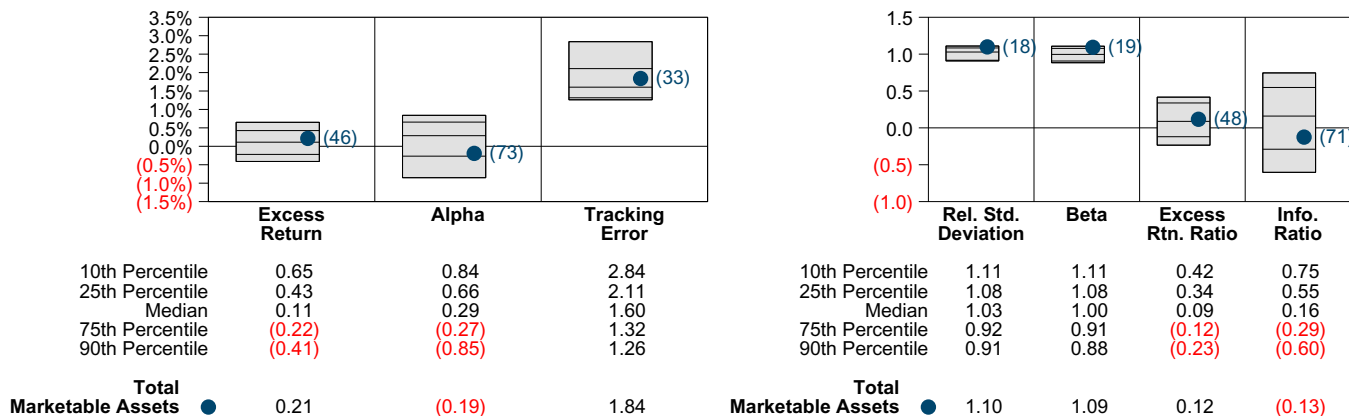 3.5%
3.0%
2.5%
2.0%
1.5%
1.0%
0.5%
0.0%
(0.5%)
(1.0%)
(1.5%)
(46)
(73)
(33)
Excess Return
Alpha
Tracking Error
10th Percentile 0.65 0.84 2.84
25th Percentile 0.43 0.66 2.11
Median 0.11 0.29 1.60
75th Percentile (0.22) (0.27) 1.32
90th Percentile (0.41) (0.85) 1.26
Total
Marketable Assets 0.21 (0.19) 1.84
1.5
1.0
0.5
0.0
(0.5)
(1.0)
(18)
(19)
(48)
(71)
Rel. Std. Deviation
Beta
Excess Rtn. Ratio
Info. Ratio
10th Percentile 1.11 1.11 0.42 0.75
25th Percentile 1.08 1.08 0.34 0.55
Median 1.03 1.00 0.09 0.16
75th Percentile 0.92 0.91 (0.12) (0.29)
90th Percentile 0.91 0.88 (0.23) (0.60)
Total
Marketable Assets 1.10 1.09 0.12 (0.13)